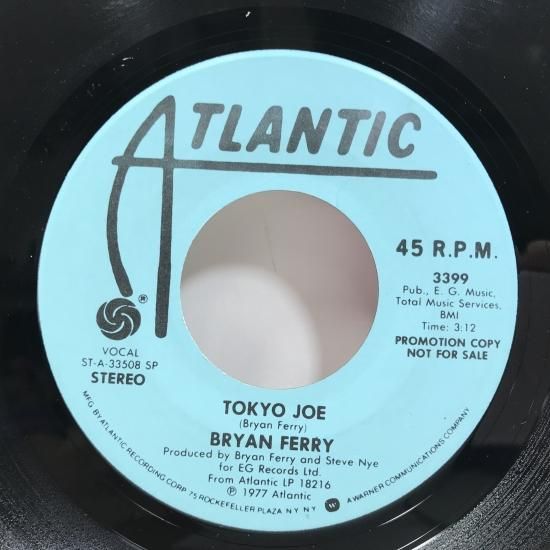 ATLANTIC
®
45 R.P.M.
3399
Pub., E. G. Music,
Total Music Services,
BMI
Time: 3:12
PROMOTION COPY
NOT FOR SALE
VOCAL
ST-A-33508 SP
STEREO
TOKYO JOE
(Bryan Ferry)
BRYAN FERRY
Produced by Bryan Ferry and Steve Nye
for EG Records Ltd.
From Atlantic LP 18216
℗ 1977 Atlantic
MFG BY ATLANTIC RECORDING CORP 75 ROCKEFELLER PLAZA N Y N Y W A WARNER COMMUNICATIONS COMPANY